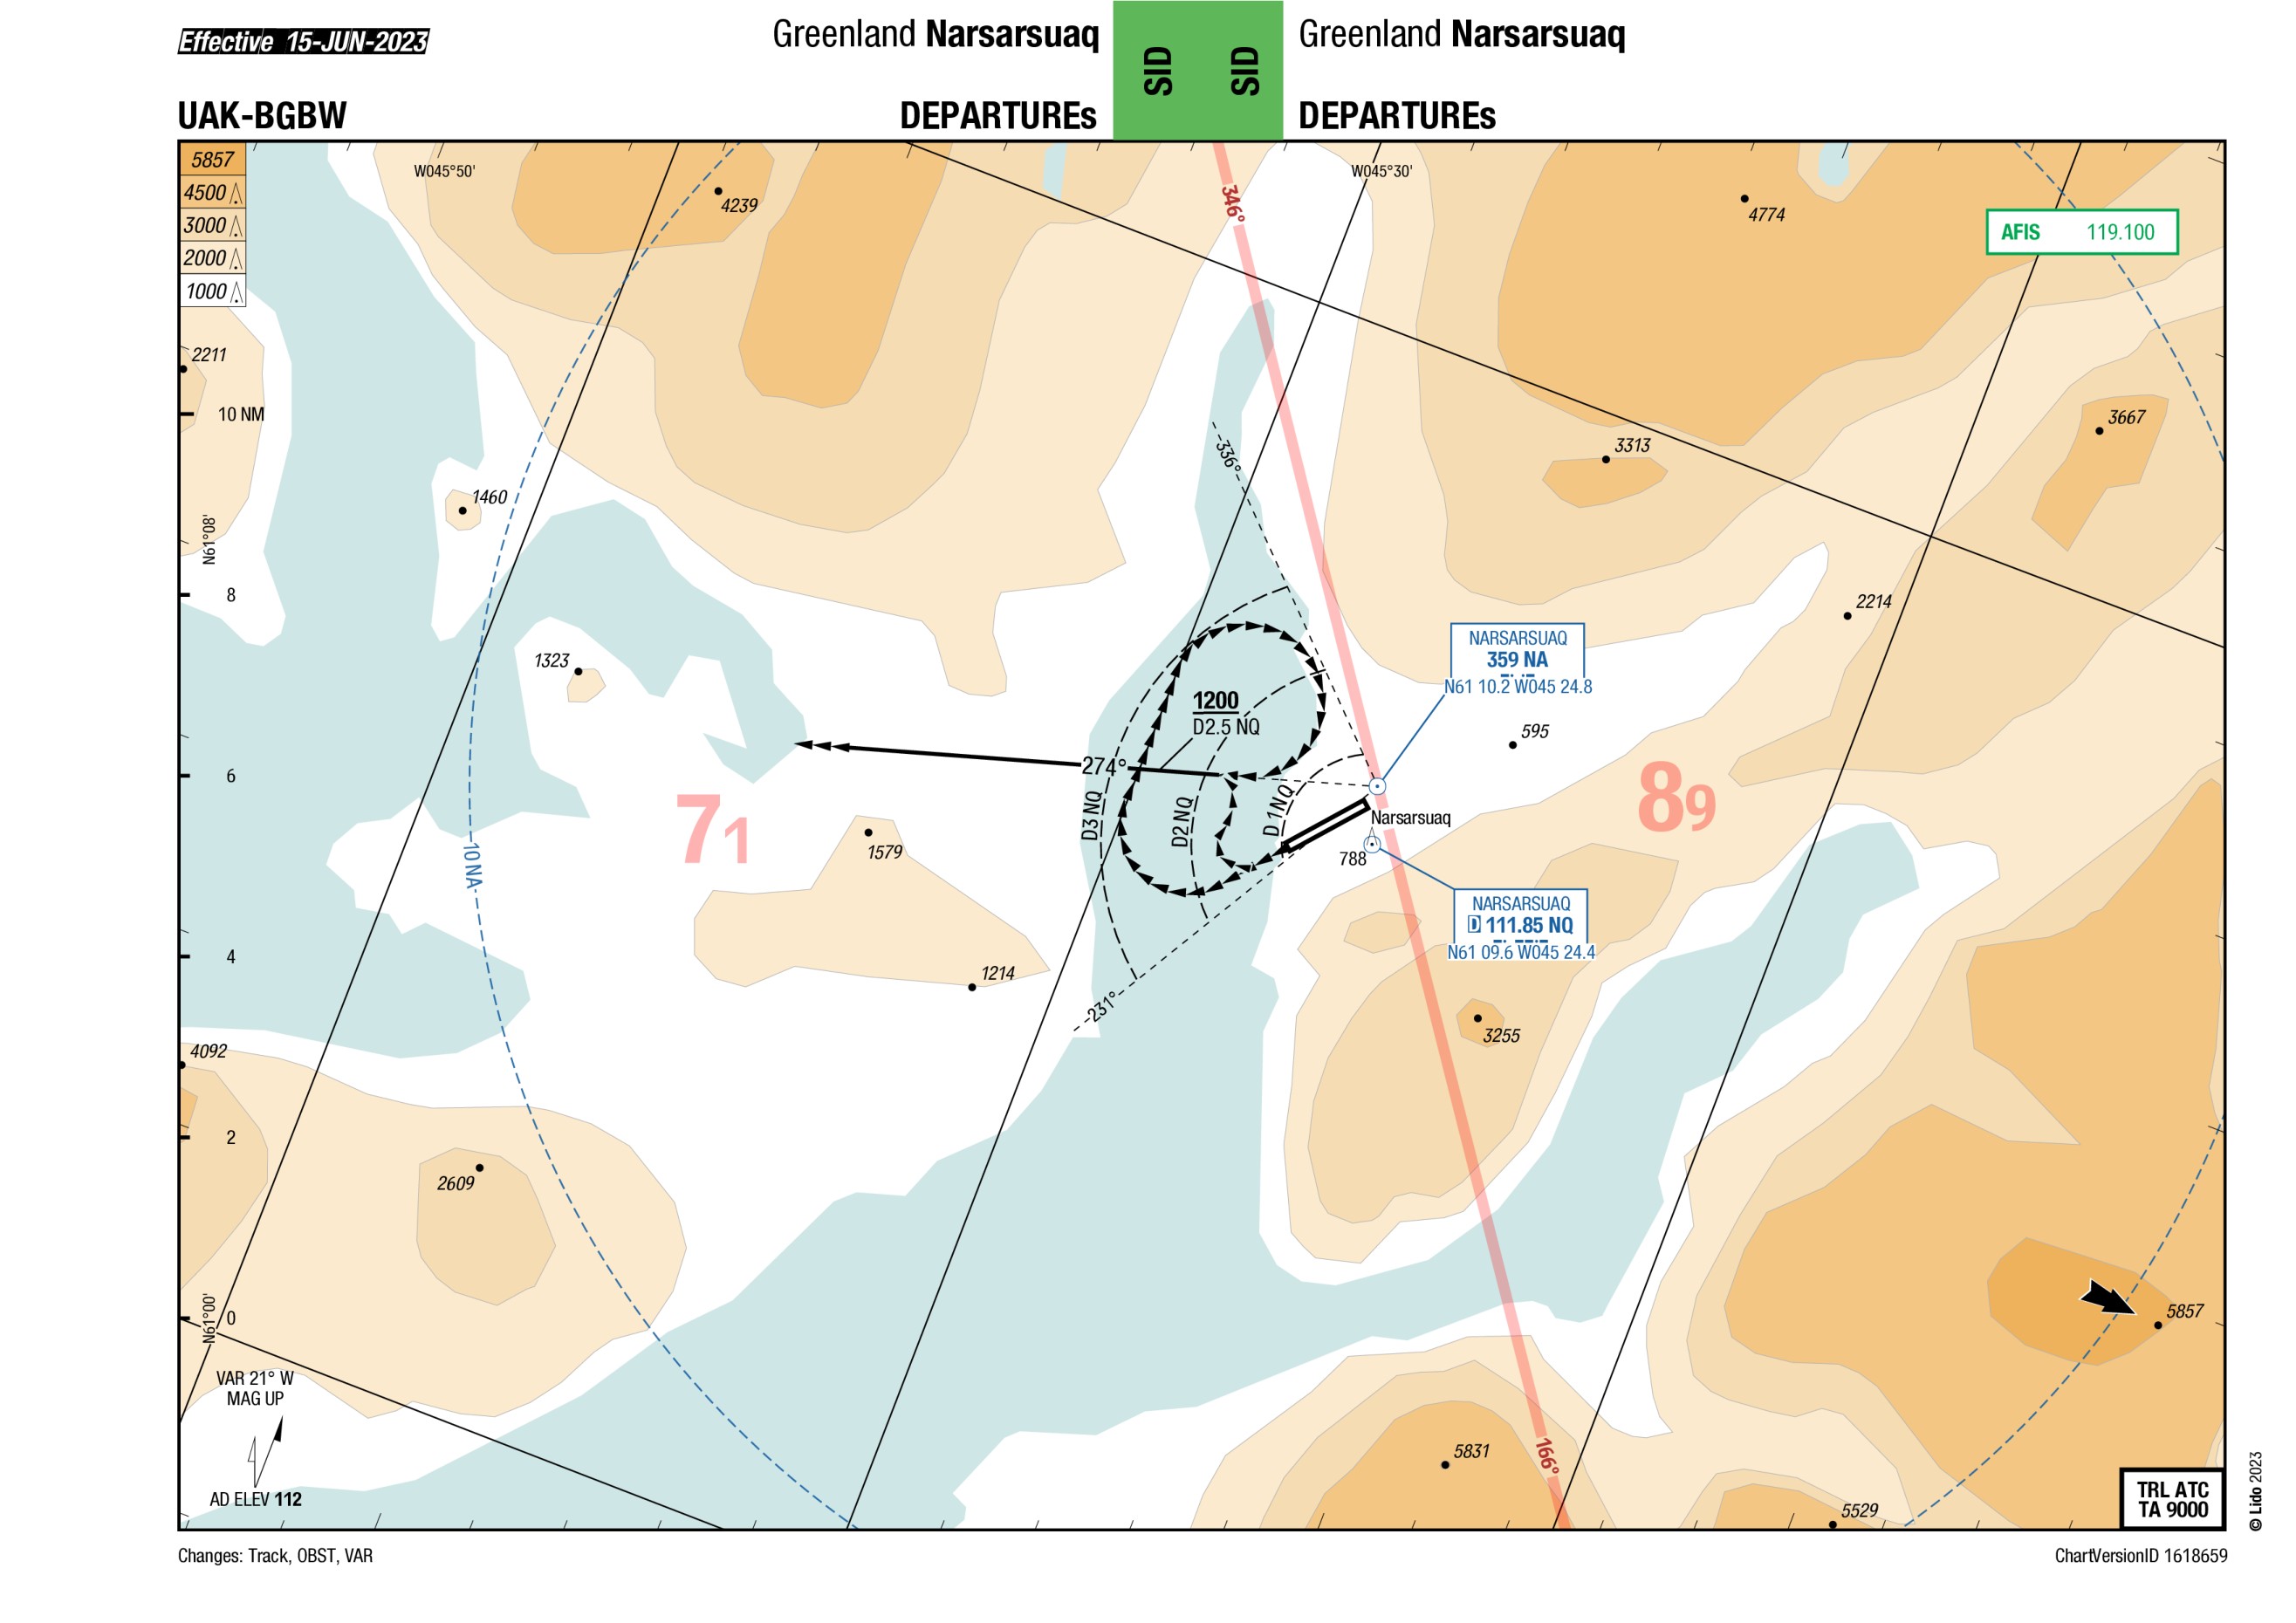 Effective 15-JUN-2023
Greenland Narsarsuaq
SID
SID
Greenland Narsarsuaq
UAK-BGBW
DEPARTUREs
DEPARTUREs
5857
4500
3000
2000
1000
W045°50'
W045°30'
346°
4239
4774
AFIS 119.100
2211
10 NM
3667
3313
336°
1460
N61°08'
8
2214
1323
NARSARSUAQ
359 NA
N61 10.2 W045 24.8
1200
D2.5 NQ
595
274°
6
71
89
D3 NQ
D2 NQ
D 1 NQ
Narsarsuaq
788
1579
10 NA
NARSARSUAQ
D 111.85 NQ
N61 09.6 W045 24.4
4
1214
231°
3255
4092
2
2609
N61°00'
0
5857
VAR 21° W
MAG UP
AD ELEV 112
5831
166°
5529
TRL ATC
TA 9000
© Lido 2023
Changes: Track, OBST, VAR
ChartVersionID 1618659